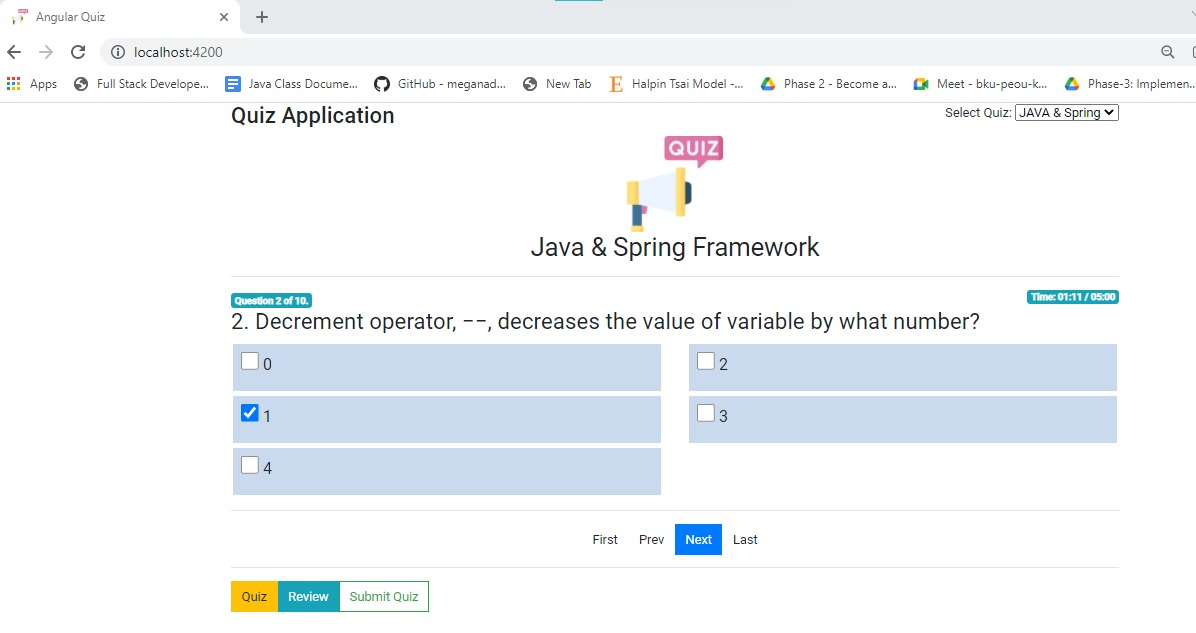 Angular Quiz
localhost:4200
Apps Full Stack Develope... Java Class Docume... GitHub - meganad... New Tab Halpin Tsai Model -... Phase 2 - Become a... Meet - bku-peou-k... Phase-3: Implemen...
Quiz Application Select Quiz: JAVA & Spring
QUIZ
Java & Spring Framework
Question 2 of 10. Time: 01:11 / 05:00
2. Decrement operator, −−, decreases the value of variable by what number?
0 2
1 3
4
First Prev Next Last
Quiz Review Submit Quiz